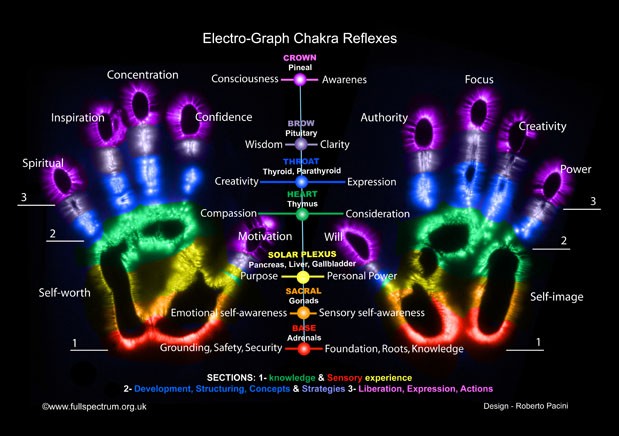 Electro-Graph Chakra Reflexes
CROWN
Pineal
Consciousness Awarenes
Concentration
Inspiration
Confidence
Spiritual
3
2
Self-worth
1
BROW
Pituitary
Wisdom Clarity
THROAT
Thyroid, Parathyroid
Creativity Expression
HEART
Thymus
Compassion Consideration
Motivation Will
SOLAR PLEXUS
Pancreas, Liver, Gallbladder
Purpose Personal Power
SACRAL
Gonads
Emotional self-awareness Sensory self-awareness
BASE
Adrenals
Grounding, Safety, Security Foundation, Roots, Knowledge
Focus
Authority
Creativity
Power
3
2
Self-image
1
SECTIONS: 1- knowledge & Sensory experience
2- Development, Structuring, Concepts & Strategies 3- Liberation, Expression, Actions
©www.fullspectrum.org.uk
Design - Roberto Pacini